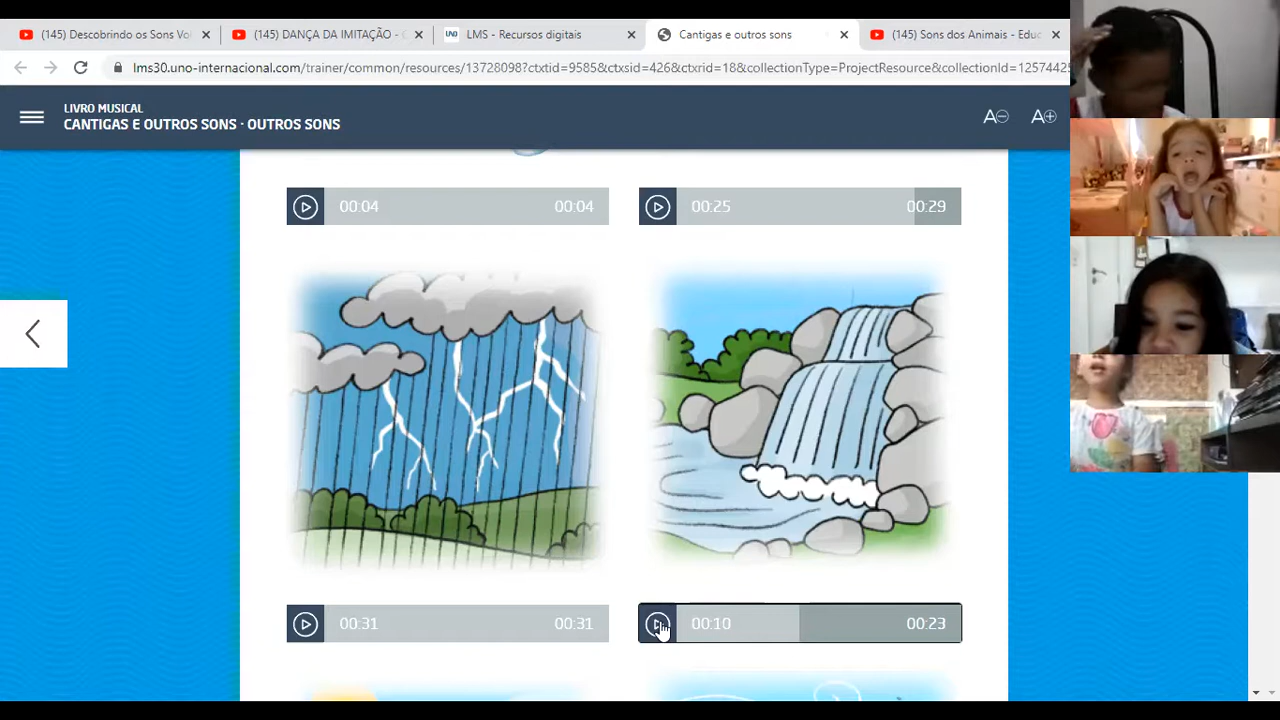 (145) Descobrindo os Sons Vo
(145) DANÇA DA IMITAÇÃO -
UNO LMS - Recursos digitais
Cantigas e outros sons
(145) Sons dos Animais - Educ
lms30.uno-internacional.com/trainer/common/resources/13728098?ctxtid=9585&ctxsid=426&ctxrid=18&collectionType=ProjectResource&collectionId=12574425
LIVRO MUSICAL
CANTIGAS E OUTROS SONS · OUTROS SONS
A A
00:04 00:04
00:25 00:29
00:31 00:31
00:10 00:23